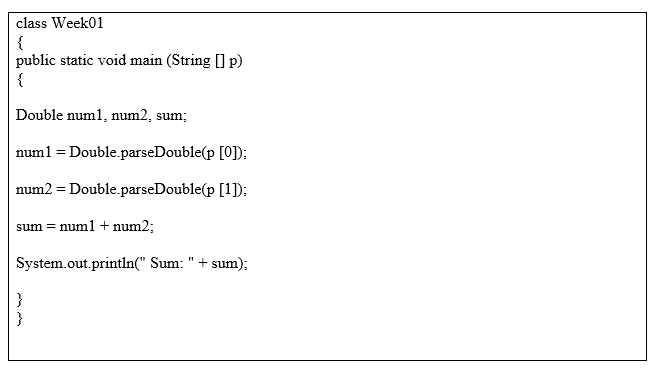 class Week01
{
public static void main (String [] p)
{
Double num1, num2, sum;
num1 = Double.parseDouble(p [0]);
num2 = Double.parseDouble(p [1]);
sum = num1 + num2;
System.out.println(" Sum: " + sum);
}
}